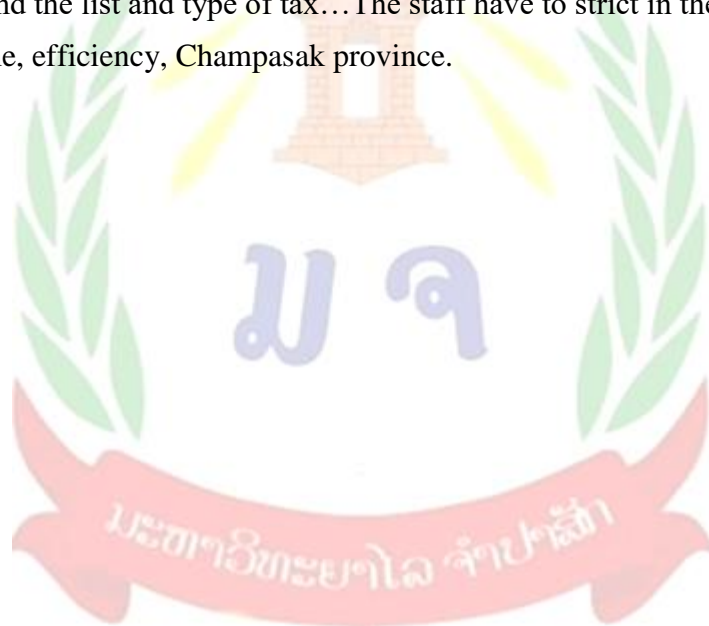 nd the list and type of tax…The staff have to strict in the
e, efficiency, Champasak province.
ມ ຈ
ມະຫາວິທະຍາໄລ ຈຳປາສັກ